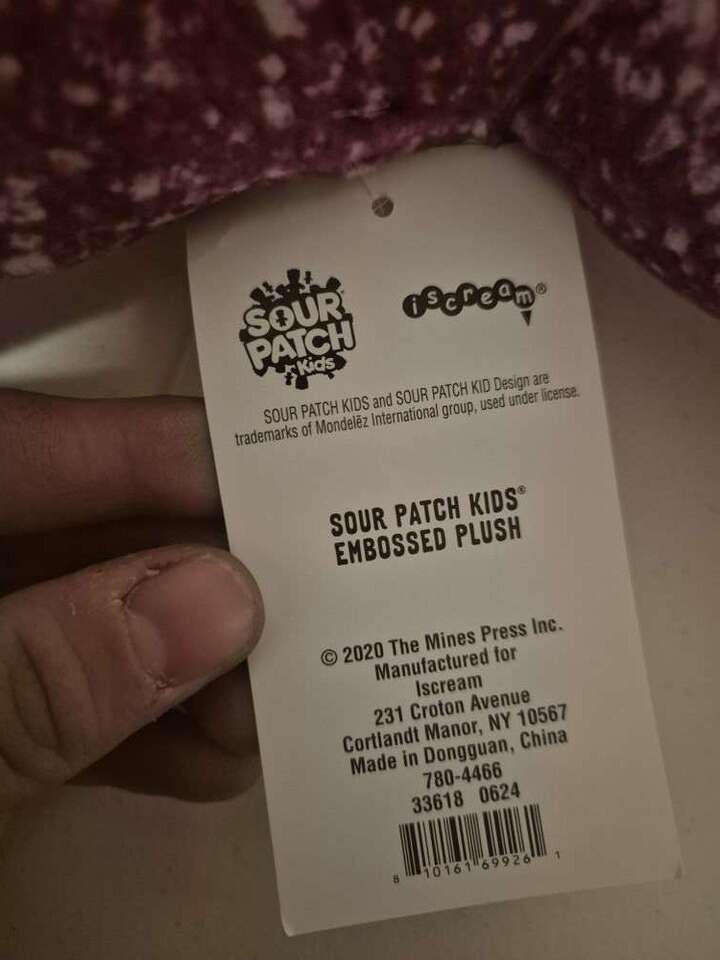 SOUR
PATCH
Kids
iscream®
SOUR PATCH KIDS and SOUR PATCH KID Design are
trademarks of Mondelēz International group, used under license.
SOUR PATCH KIDS®
EMBOSSED PLUSH
© 2020 The Mines Press Inc.
Manufactured for
Iscream
231 Croton Avenue
Cortlandt Manor, NY 10567
Made in Dongguan, China
780-4466
33618 0624
8 10161 69926 1